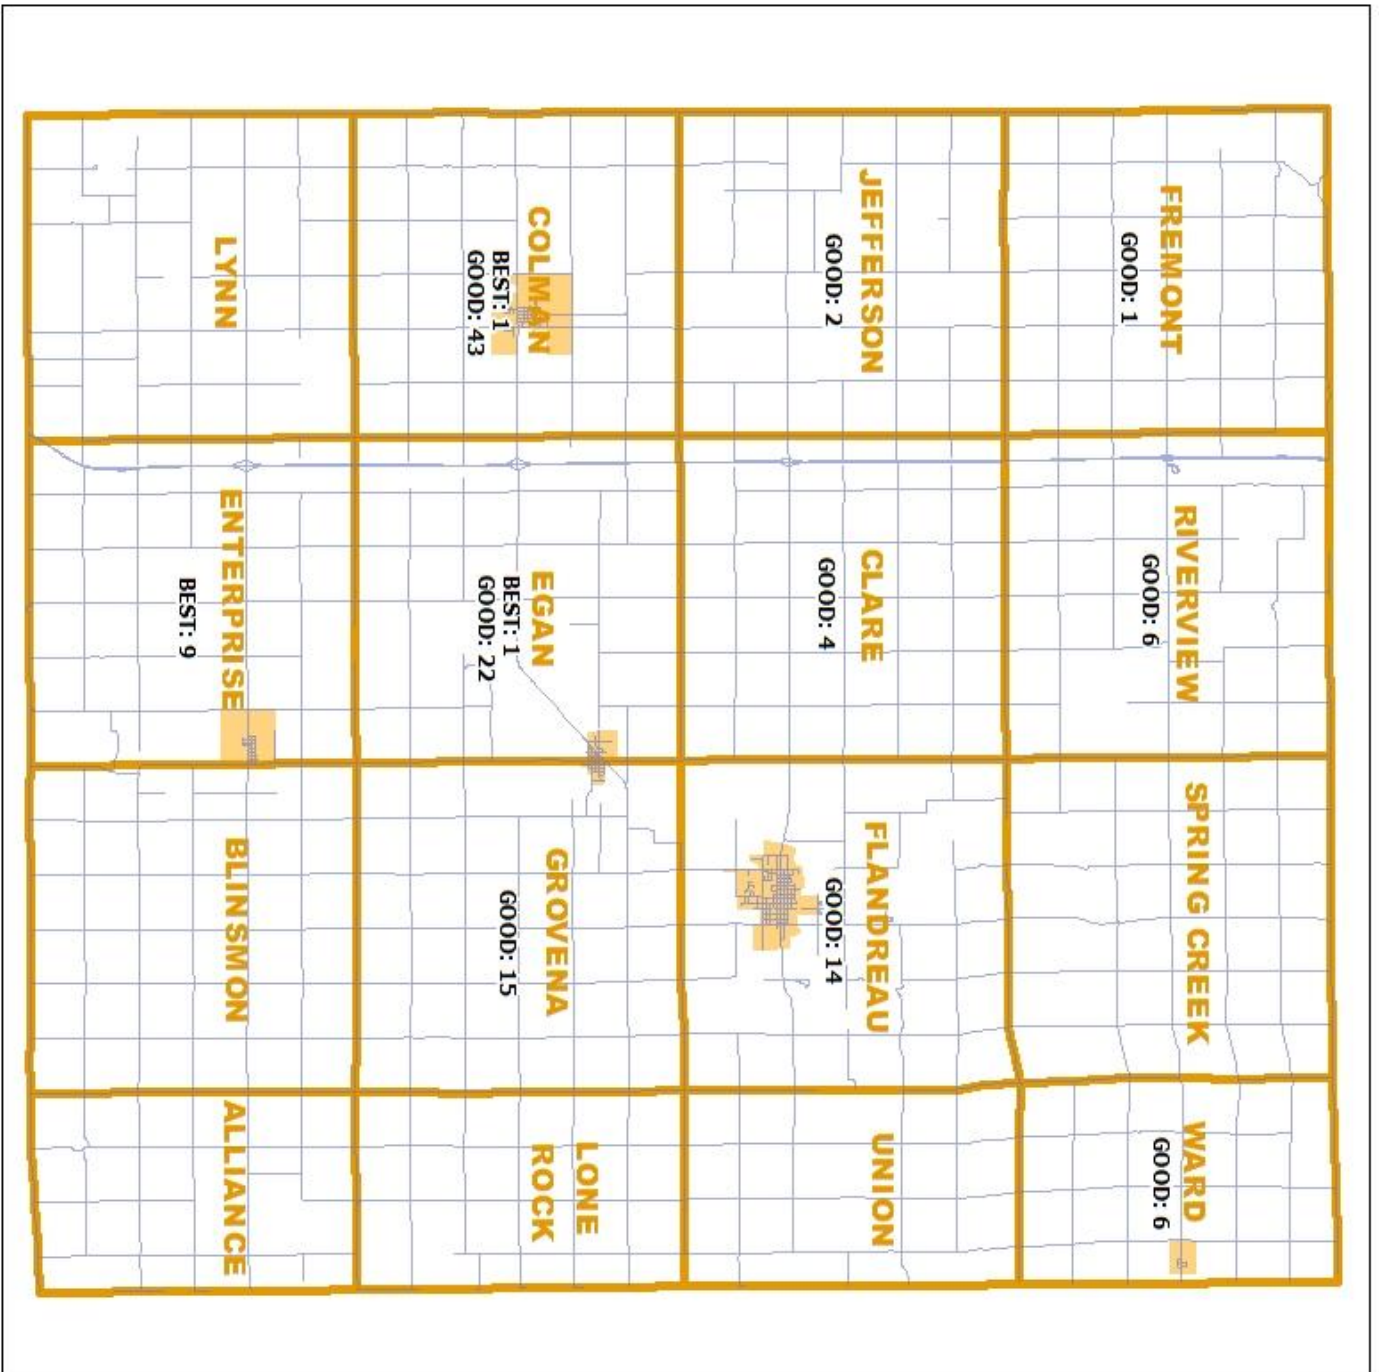 FREMONT
GOOD: 1
RIVERVIEW
GOOD: 6
SPRING CREEK
WARD
GOOD: 6
JEFFERSON
GOOD: 2
CLARE
GOOD: 4
FLANDREAU
GOOD: 14
UNION
COLMAN
BEST: 1
GOOD: 43
EGAN
BEST: 1
GOOD: 22
GROVENA
GOOD: 15
LONE
ROCK
LYNN
ENTERPRISE
BEST: 9
BLINSMON
ALLIANCE